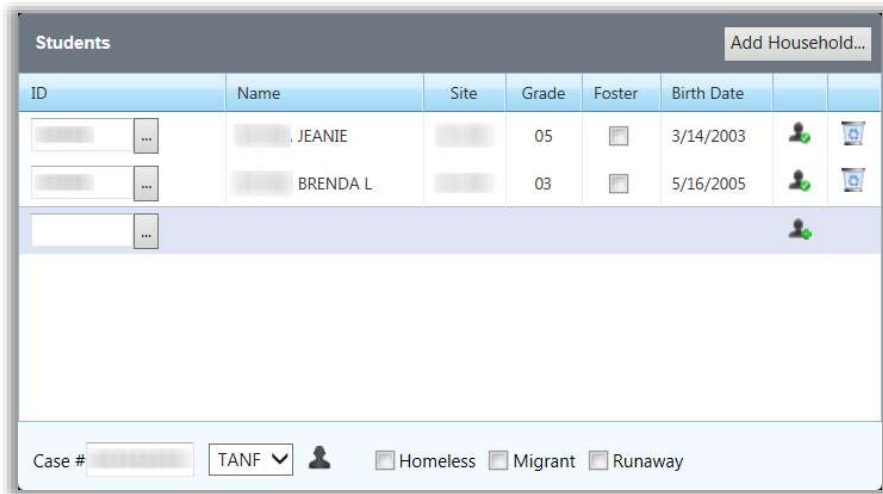 Students Add Household...
ID Name Site Grade Foster Birth Date
... , JEANIE 05 3/14/2003
... BRENDA L 03 5/16/2005
...
Case # TANF Homeless Migrant Runaway